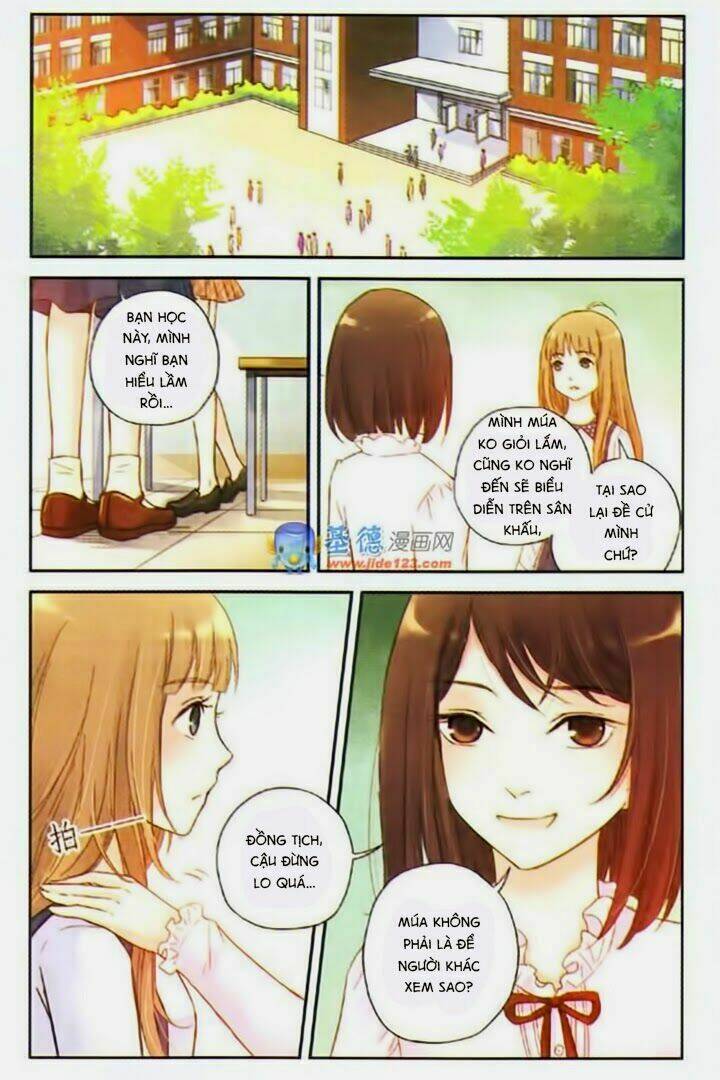 BẠN HỌC
NÀY, MÌNH
NGHĨ BẠN
HIỂU LẦM
RỒI...
MÌNH MÚA
KO GIỎI LẮM,
CŨNG KO NGHĨ
ĐẾN SẼ BIỂU
DIỄN TRÊN SÂN
KHẤU,
TẠI SAO
LẠI ĐỀ CỬ
MÌNH
CHỨ?
基德漫画网
www.jide123.com
拍——
ĐỒNG TỊCH,
CẬU ĐỪNG
LO QUÁ...
MÚA KHÔNG
PHẢI LÀ ĐỂ
NGƯỜI KHÁC
XEM SAO?